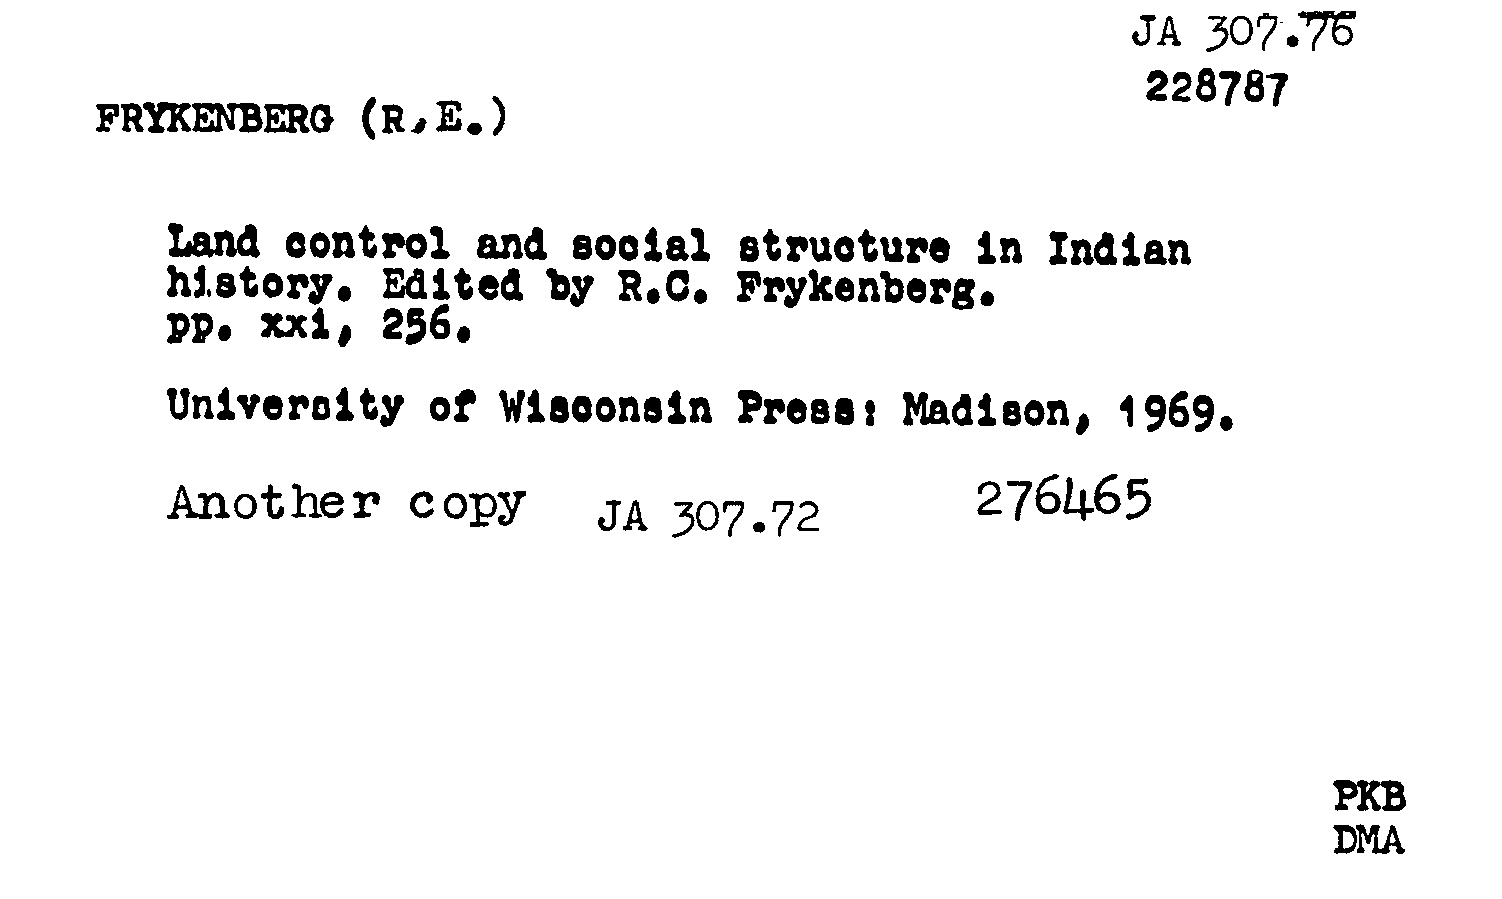 JA 307.76
228787
FRYKENBERG (R.E.)
Land control and social structure in Indian
history. Edited by R.C. Frykenberg.
pp. xxi, 256.
University of Wisconsin Press: Madison, 1969.
Another copy JA 307.72 276465
PKB
DMA